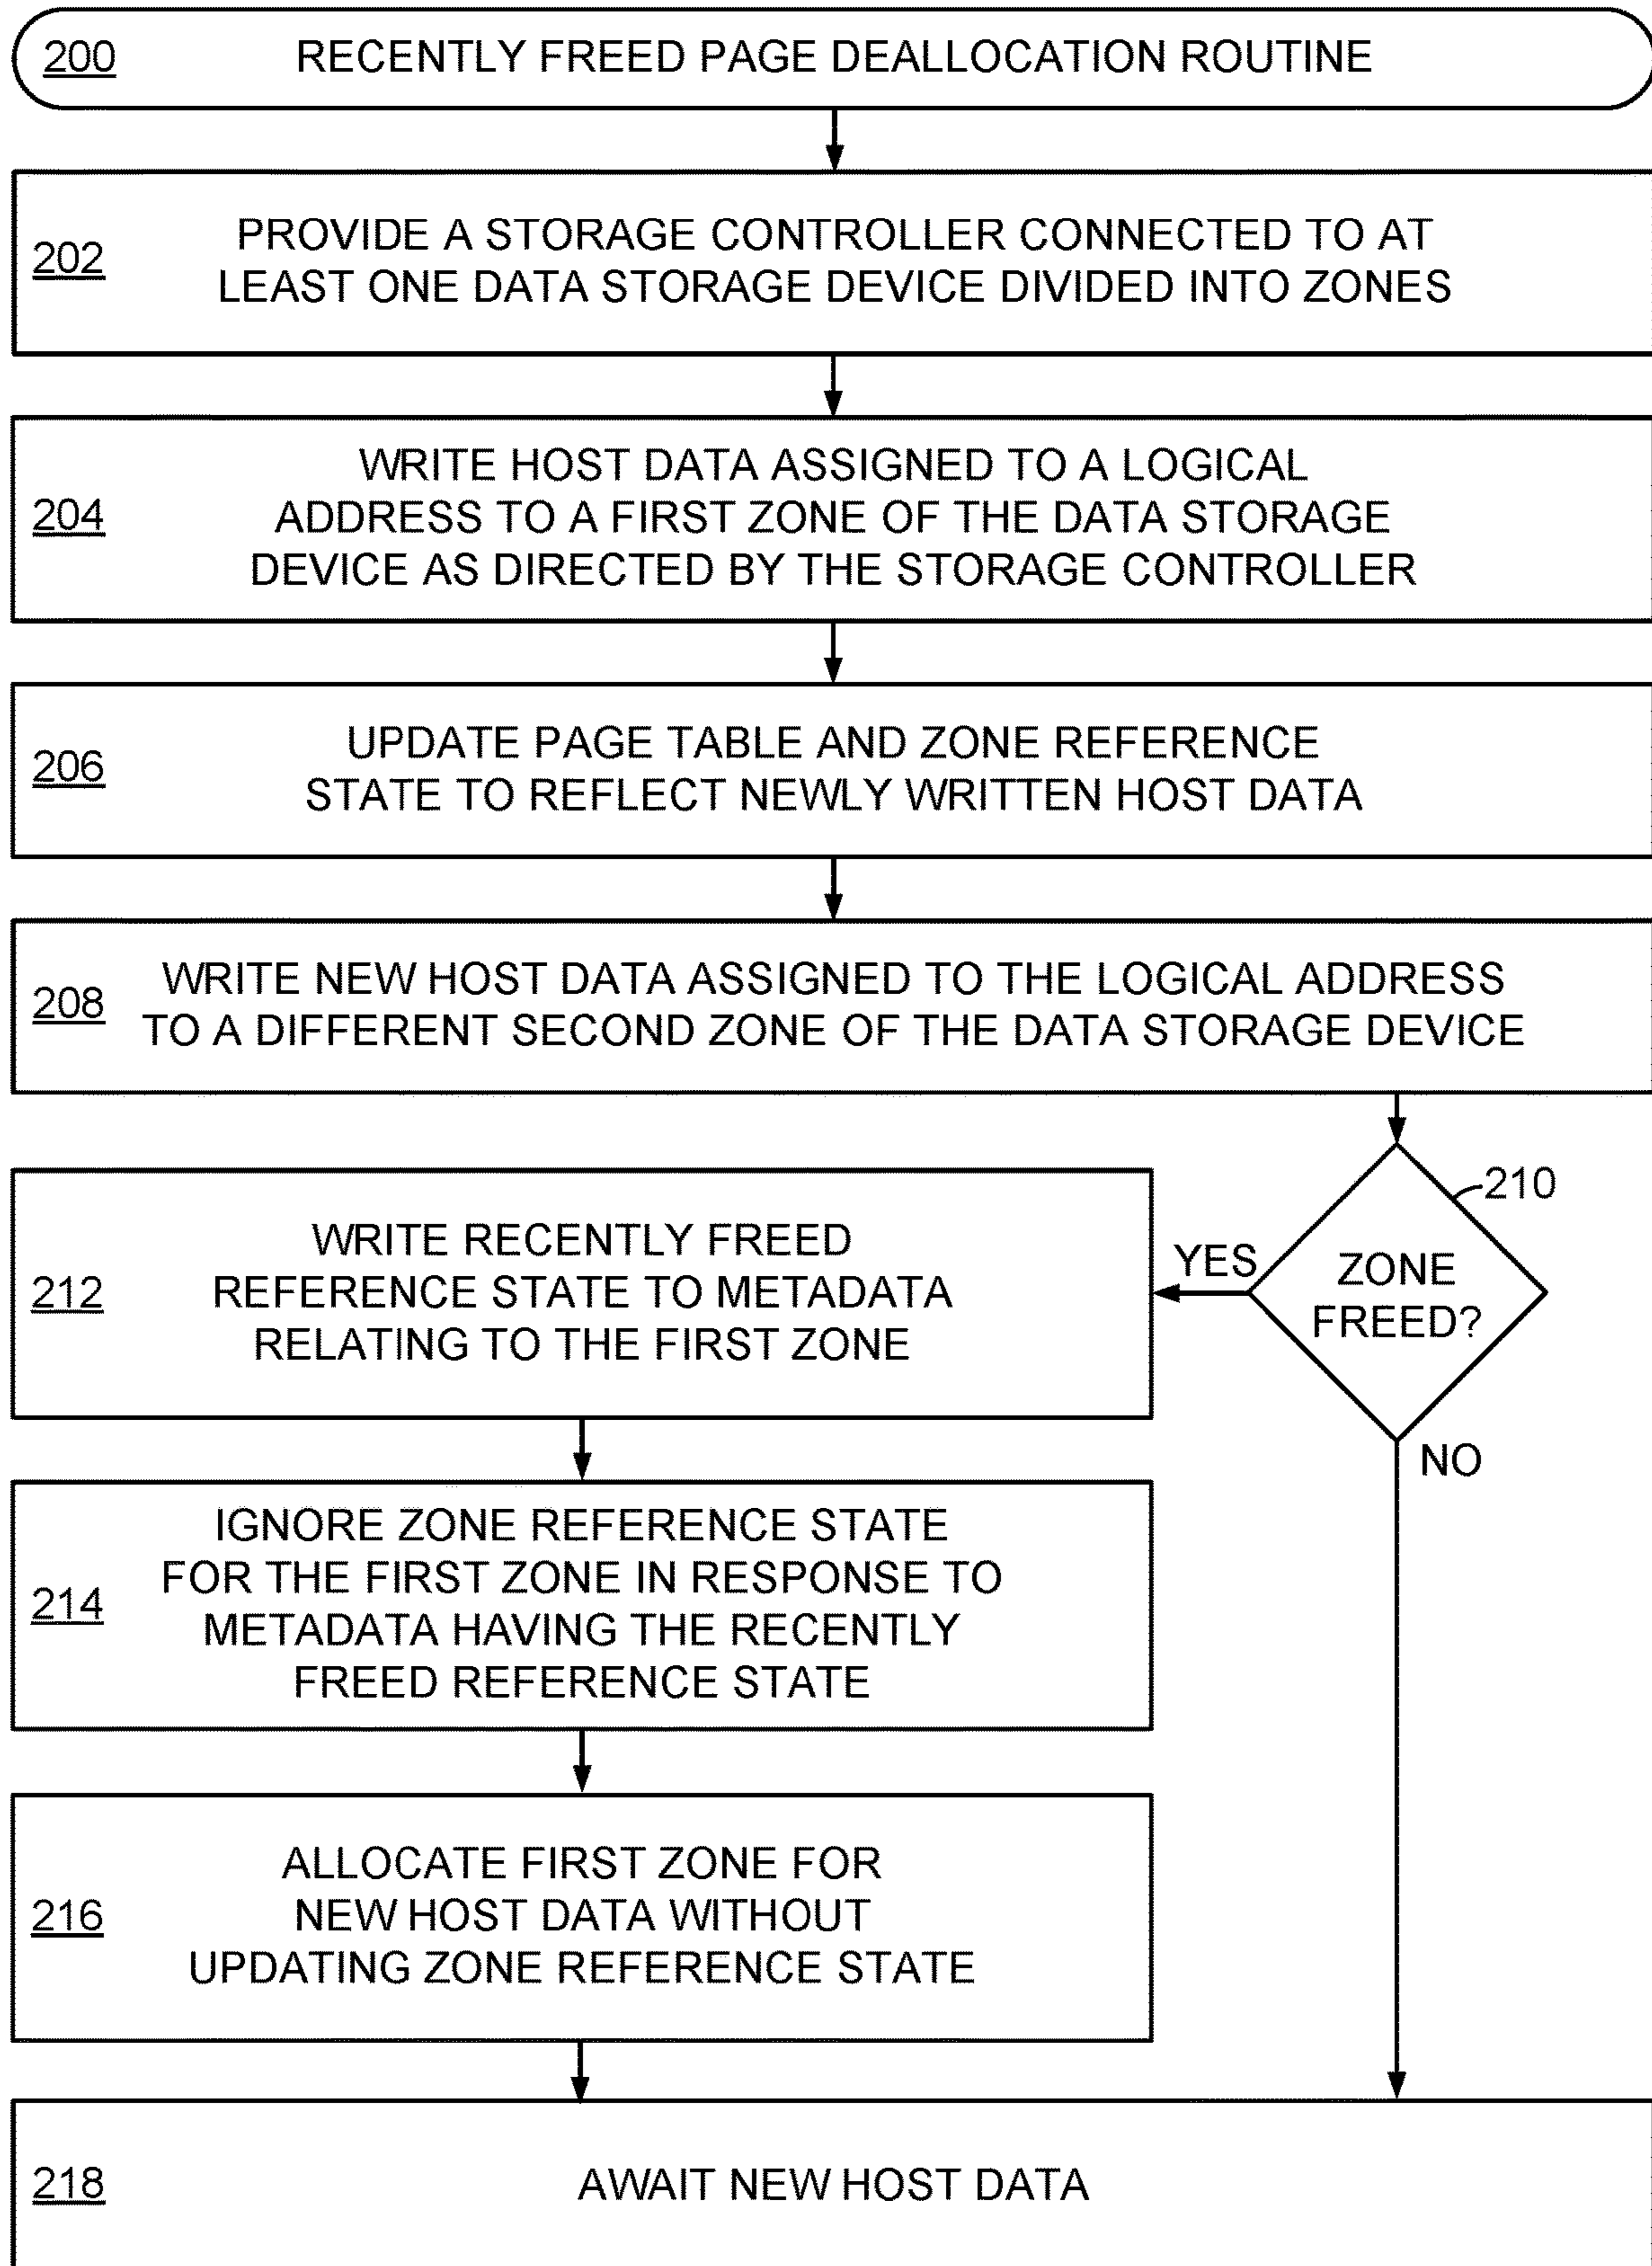 200 RECENTLY FREED PAGE DEALLOCATION ROUTINE
202
PROVIDE A STORAGE CONTROLLER CONNECTED TO AT
LEAST ONE DATA STORAGE DEVICE DIVIDED INTO ZONES
204
WRITE HOST DATA ASSIGNED TO A LOGICAL
ADDRESS TO A FIRST ZONE OF THE DATA STORAGE
DEVICE AS DIRECTED BY THE STORAGE CONTROLLER
206
UPDATE PAGE TABLE AND ZONE REFERENCE
STATE TO REFLECT NEWLY WRITTEN HOST DATA
208
WRITE NEW HOST DATA ASSIGNED TO THE LOGICAL ADDRESS
TO A DIFFERENT SECOND ZONE OF THE DATA STORAGE DEVICE
210
ZONE
FREED?
YES
NO
212
WRITE RECENTLY FREED
REFERENCE STATE TO METADATA
RELATING TO THE FIRST ZONE
214
IGNORE ZONE REFERENCE STATE
FOR THE FIRST ZONE IN RESPONSE TO
METADATA HAVING THE RECENTLY
FREED REFERENCE STATE
216
ALLOCATE FIRST ZONE FOR
NEW HOST DATA WITHOUT
UPDATING ZONE REFERENCE STATE
218 AWAIT NEW HOST DATA